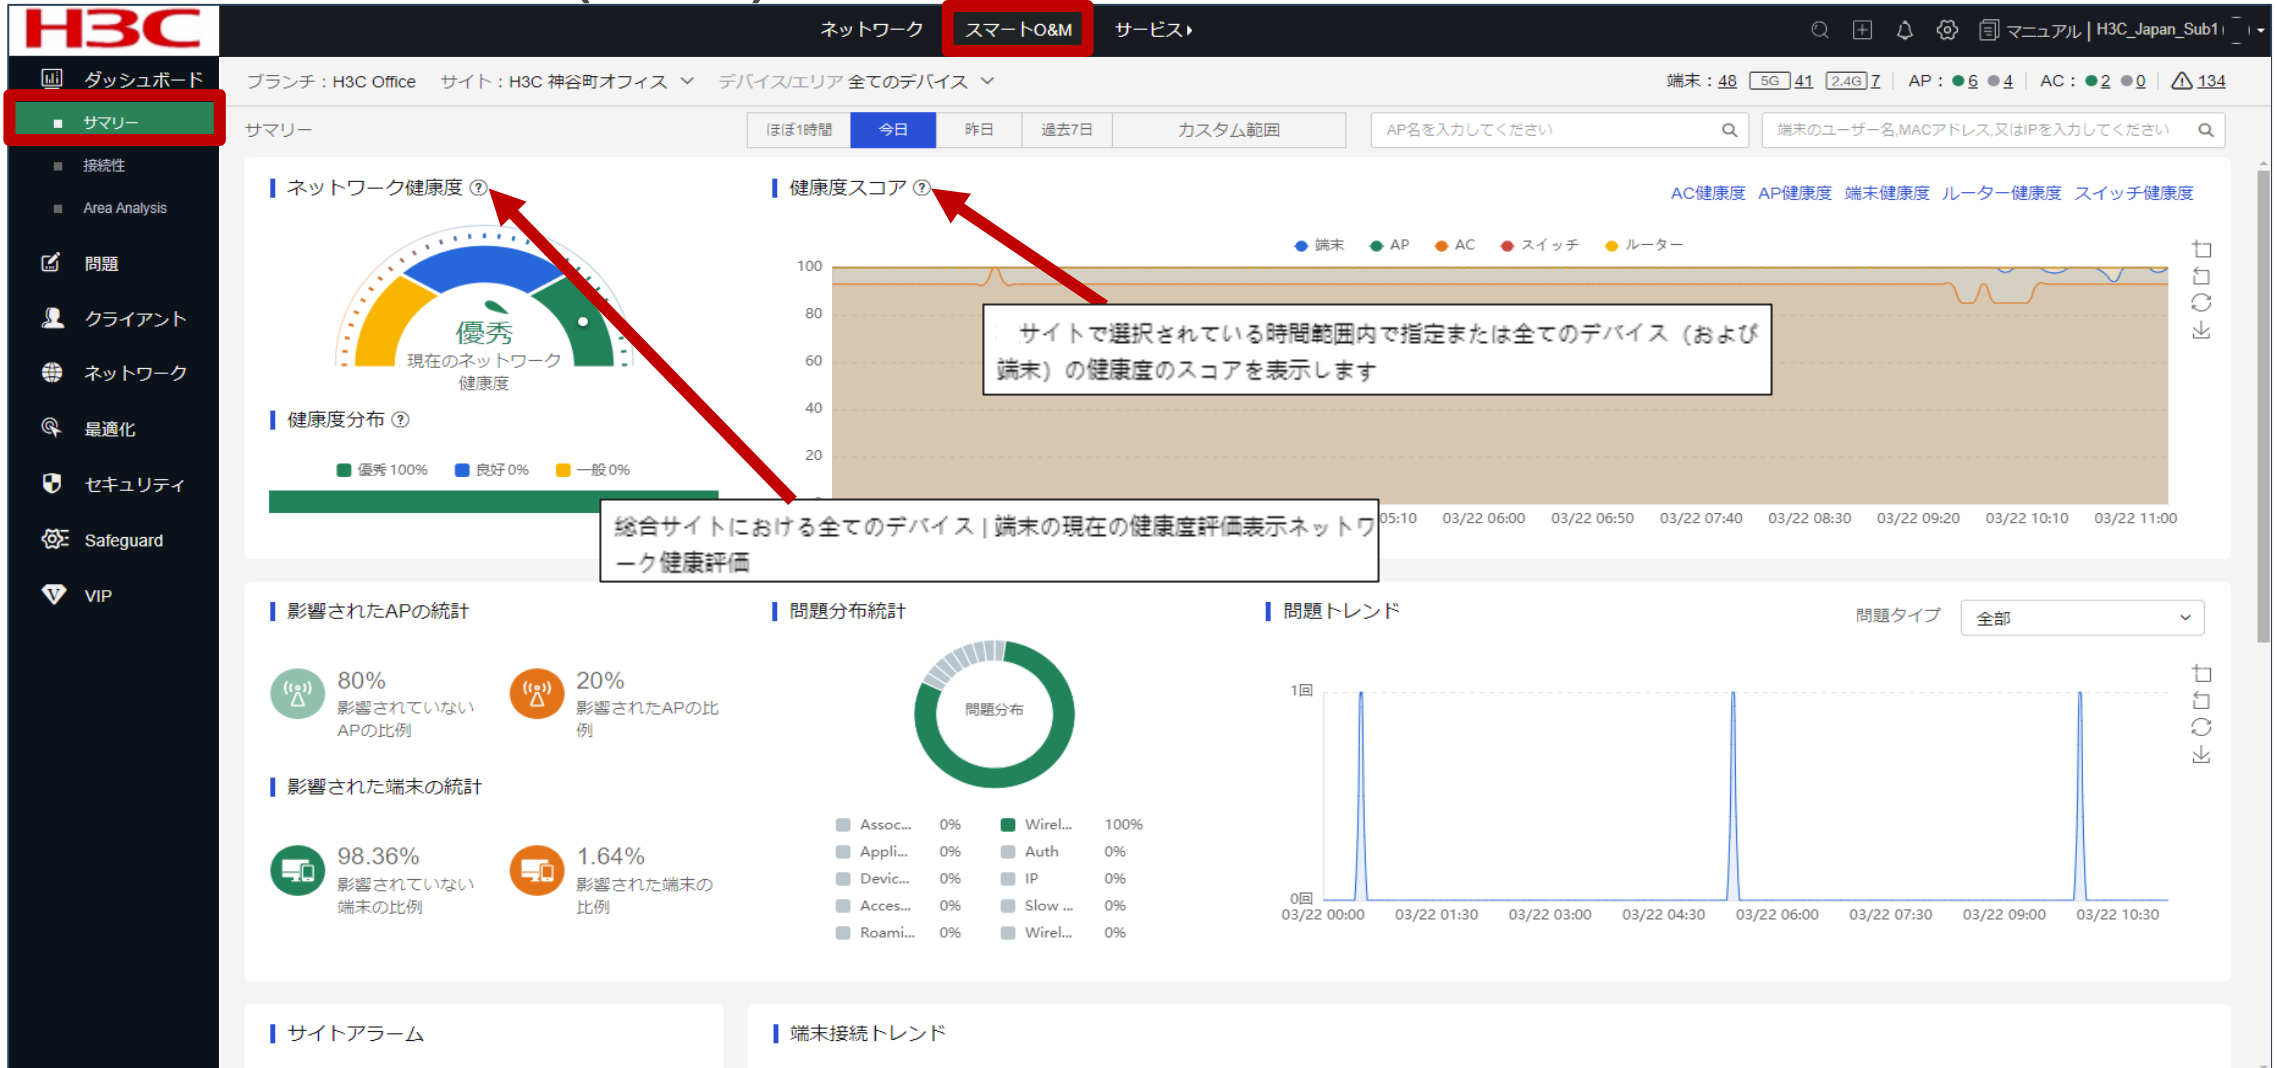 H3C
ネットワーク スマートO&M サービス
マニュアル | H3C_Japan_Sub1
ダッシュボード
サマリー
接続性
Area Analysis
問題
クライアント
ネットワーク
最適化
セキュリティ
Safeguard
VIP
ブランチ：H3C Office サイト：H3C 神谷町オフィス デバイス/エリア 全てのデバイス
端末：48 5G 41 2.4G 7 AP：6 4 AC：2 0 134
サマリー
ほぼ1時間 今日 昨日 過去7日 カスタム範囲
AP名を入力してください
端末のユーザー名,MACアドレス,又はIPを入力してください
ネットワーク健康度 ?
優秀
現在のネットワーク
健康度
健康度分布 ?
優秀 100% 良好 0% 一般 0%
健康度スコア ?
AC健康度 AP健康度 端末健康度 ルーター健康度 スイッチ健康度
端末 AP AC スイッチ ルーター
100
80
60
40
20
サイトで選択されている時間範囲内で指定または全てのデバイス（および
端末）の健康度のスコアを表示します
05:10 03/22 06:00 03/22 06:50 03/22 07:40 03/22 08:30 03/22 09:20 03/22 10:10 03/22 11:00
総合サイトにおける全てのデバイス | 端末の現在の健康度評価表示ネットワ
ーク健康評価
影響されたAPの統計
80%
影響されていない
APの比例
20%
影響されたAPの比
例
影響された端末の統計
98.36%
影響されていない
端末の比例
1.64%
影響された端末の
比例
問題分布統計
問題分布
Assoc... 0% Wirel... 100%
Appli... 0% Auth 0%
Devic... 0% IP 0%
Acces... 0% Slow ... 0%
Roami... 0% Wirel... 0%
問題トレンド
問題タイプ 全部
1回
0回
03/22 00:00 03/22 01:30 03/22 03:00 03/22 04:30 03/22 06:00 03/22 07:30 03/22 09:00 03/22 10:30
サイトアラーム
端末接続トレンド